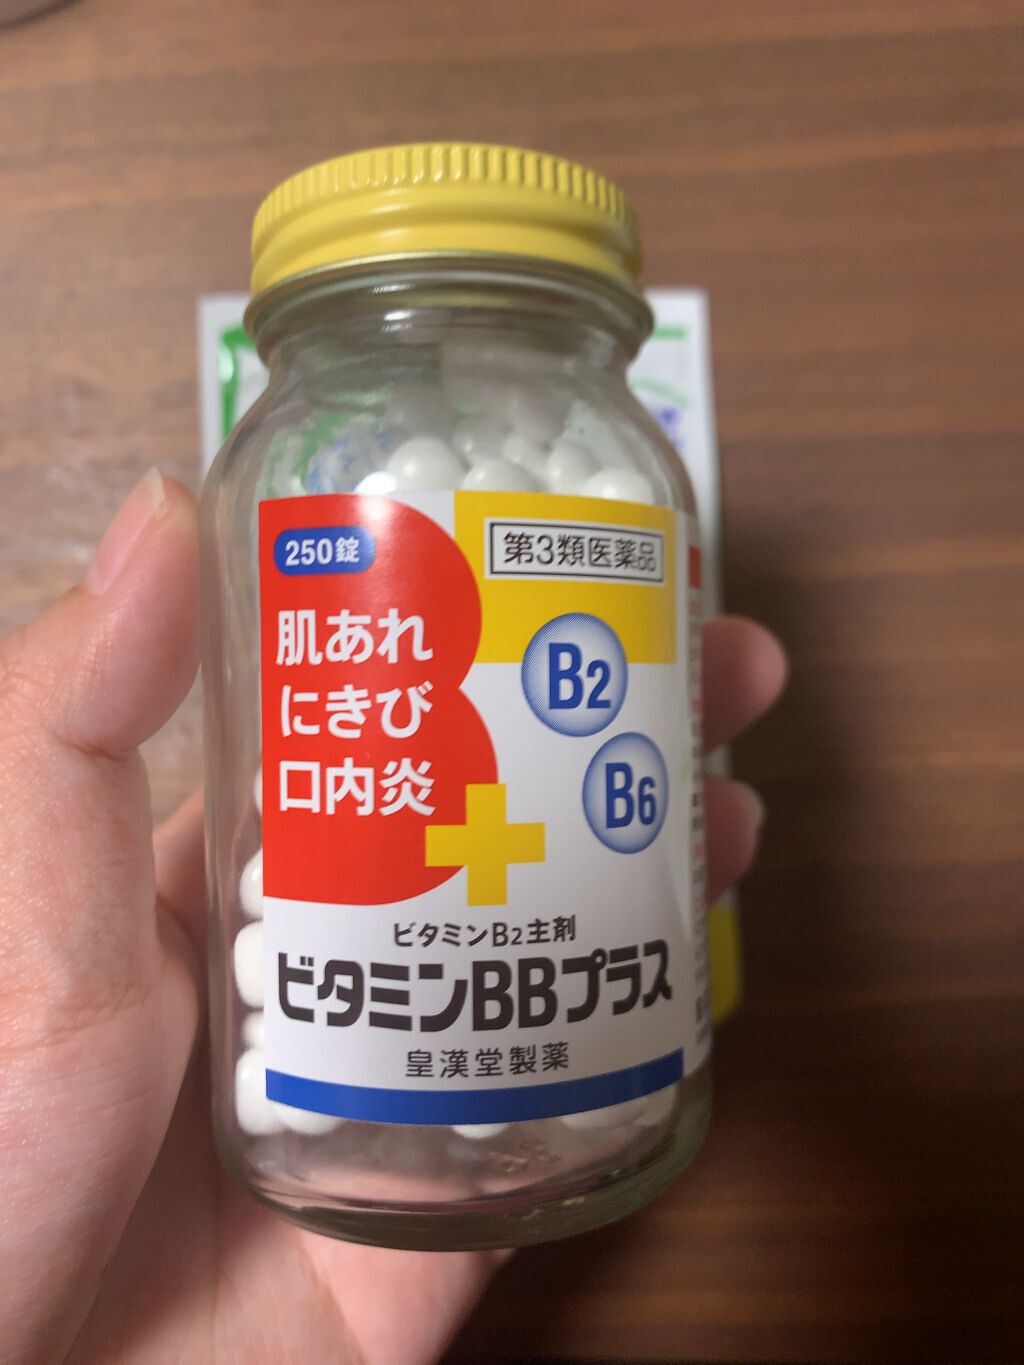 250錠
第3類医薬品
肌あれ
にきび
口内炎
B2
B6
ビタミンB2主剤
ビタミンBBプラス
皇漢堂製薬